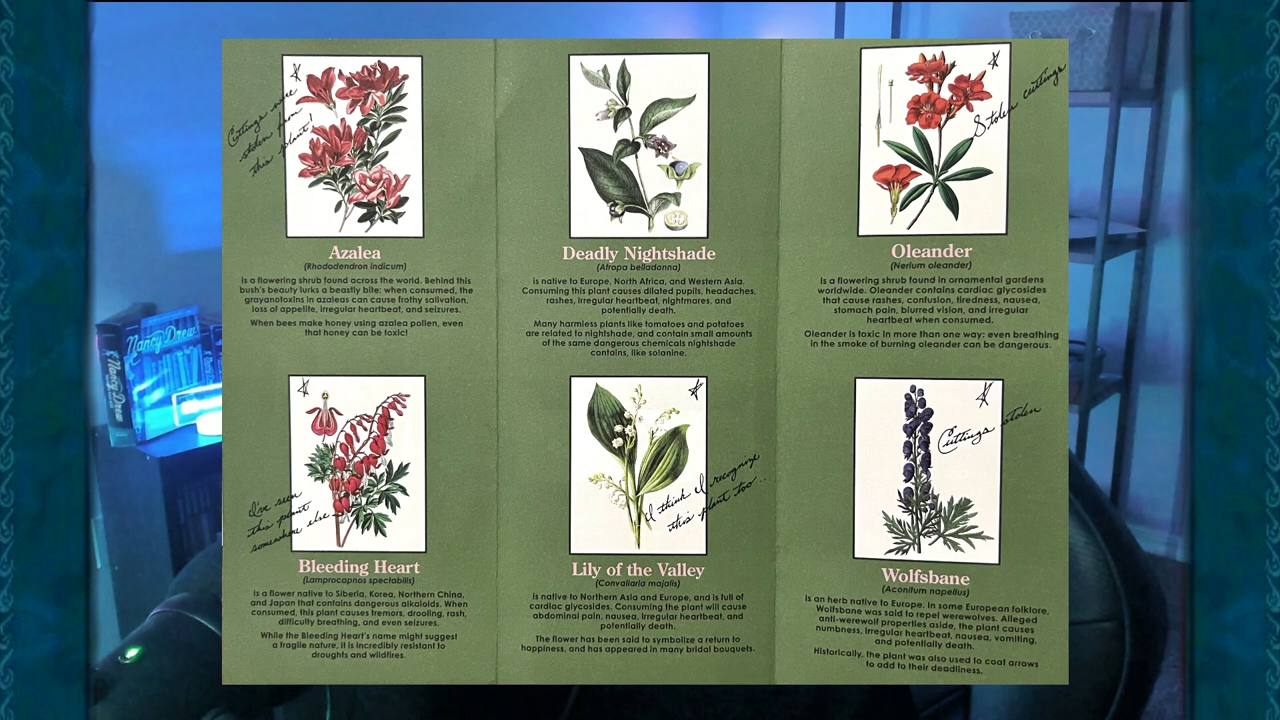 Cuttings were
stolen from
this plant!
Azalea
(Rhododendron indicum)
is a flowering shrub found across the world. Behind this
bush's beauty lurks a beastly bite: when consumed, the
grayanotoxins in azaleas can cause frothy salivation,
loss of appetite, irregular heartbeat, and seizures.
When bees make honey using azalea pollen, even
that honey can be toxic!
Deadly Nightshade
(Atropa belladonna)
is native to Europe, North Africa, and Western Asia.
Consuming this plant causes dilated pupils, headaches,
rashes, irregular heartbeat, nightmares, and
potentially death.
Many harmless plants like tomatoes and potatoes
are related to nightshade, and contain small amounts
of the same dangerous chemicals nightshade
contains, like solanine.
Stolen cuttings
Oleander
(Nerium oleander)
is a flowering shrub found in ornamental gardens
worldwide. Oleander contains cardiac glycosides
that cause rashes, confusion, tiredness, nausea,
stomach pain, blurred vision, and irregular
heartbeat when consumed.
Oleander is toxic in more than one way: even breathing
in the smoke of burning oleander can be dangerous.
I've seen
this plant
somewhere else
Bleeding Heart
(Lamprocapnos spectabilis)
is a flower native to Siberia, Korea, Northern China,
and Japan that contains dangerous alkaloids. When
consumed, this plant causes tremors, drooling, rash,
difficulty breathing, and even seizures.
While the Bleeding Heart's name might suggest
a fragile nature, it is incredibly resistant to
droughts and wildfires.
I think I recognize
this plant too..
Lily of the Valley
(Convallaria majalis)
is native to Northern Asia and Europe, and is full of
cardiac glycosides. Consuming the plant will cause
abdominal pain, nausea, irregular heartbeat, and
potentially death.
The flower has been said to symbolize a return to
happiness, and has appeared in many bridal bouquets.
Cuttings stolen
Wolfsbane
(Aconitum napellus)
is an herb native to Europe. In some European folklore,
Wolfsbane was said to repel werewolves. Alleged
anti-werewolf properties aside, the plant causes
numbness, irregular heartbeat, nausea, vomiting,
and potentially death.
Historically, the plant was also used to coat arrows
to add to their deadliness.
Nancy Drew
Nancy Drew